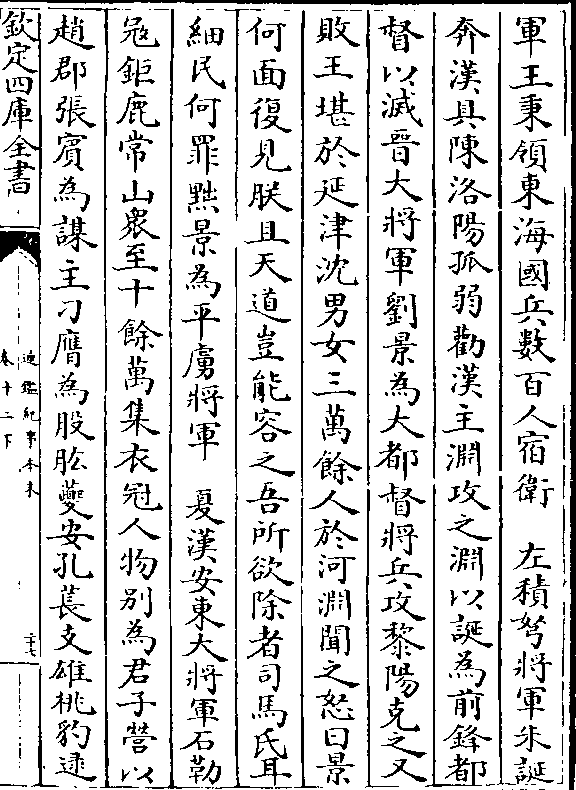 軍王秉領東海國兵數百人宿衛　左積弩將軍朱誕
奔漢具陳洛陽孤弱勸漢主淵攻之淵以誕為前鋒都
督以滅晉大將軍劉景為大都督將兵攻黎陽克之又
敗王堪於延津沈男女三萬餘人於河淵聞之怒曰景
何面復見朕且天道豈能容之吾所欲除者司馬氏耳
細民何罪黜景為平虜將軍　夏漢安東大將軍石勒
冦鉅鹿常山衆至十餘萬集衣冠人物別為君子營以
趙郡張賓為謀主刁膺為股肱夔安孔萇支雄桃豹逯
欽定四庫全書
通鑑紀事本末
卷十二下
二十七